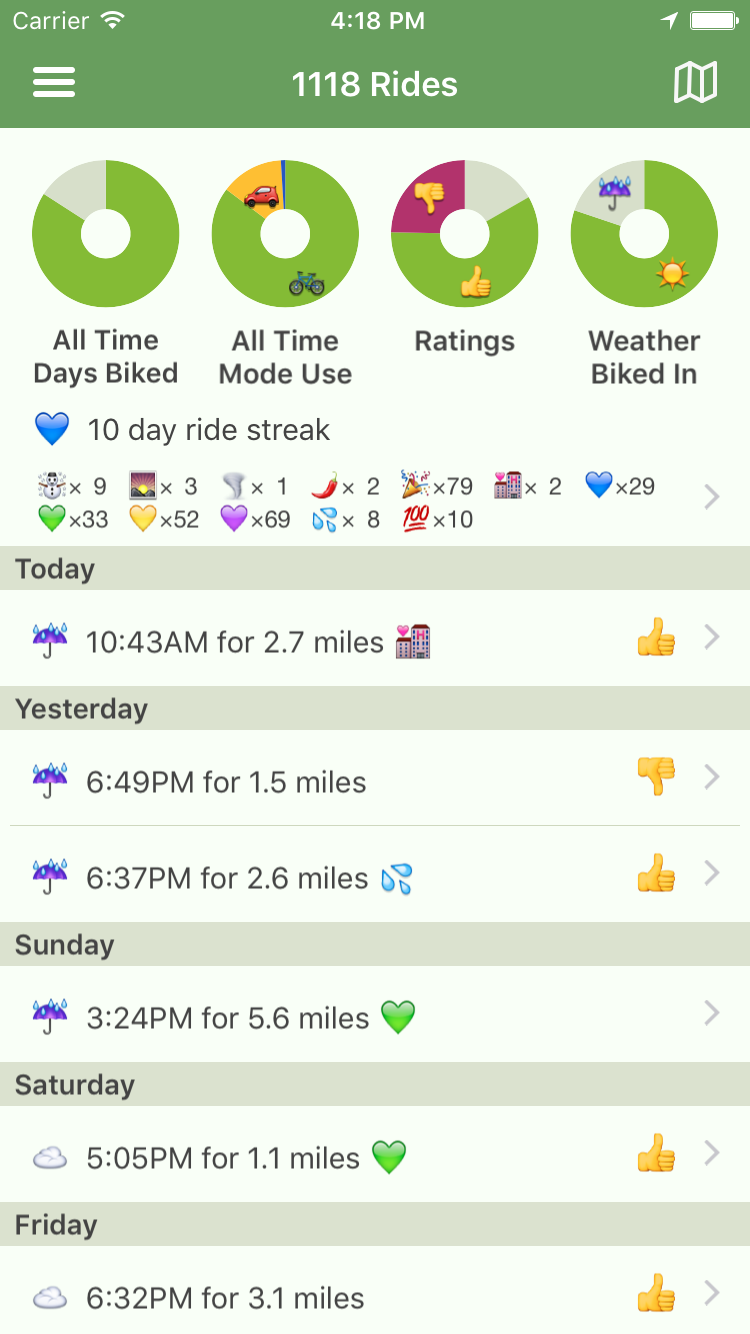 Carrier 4:18 PM
1118 Rides
All Time
Days Biked
All Time
Mode Use
Ratings
Weather
Biked In
10 day ride streak
× 9 × 3 × 1 × 2 ×79 × 2 ×29
×33 ×52 ×69 × 8 100 ×10
Today
10:43AM for 2.7 miles
Yesterday
6:49PM for 1.5 miles
6:37PM for 2.6 miles
Sunday
3:24PM for 5.6 miles
Saturday
5:05PM for 1.1 miles
Friday
6:32PM for 3.1 miles